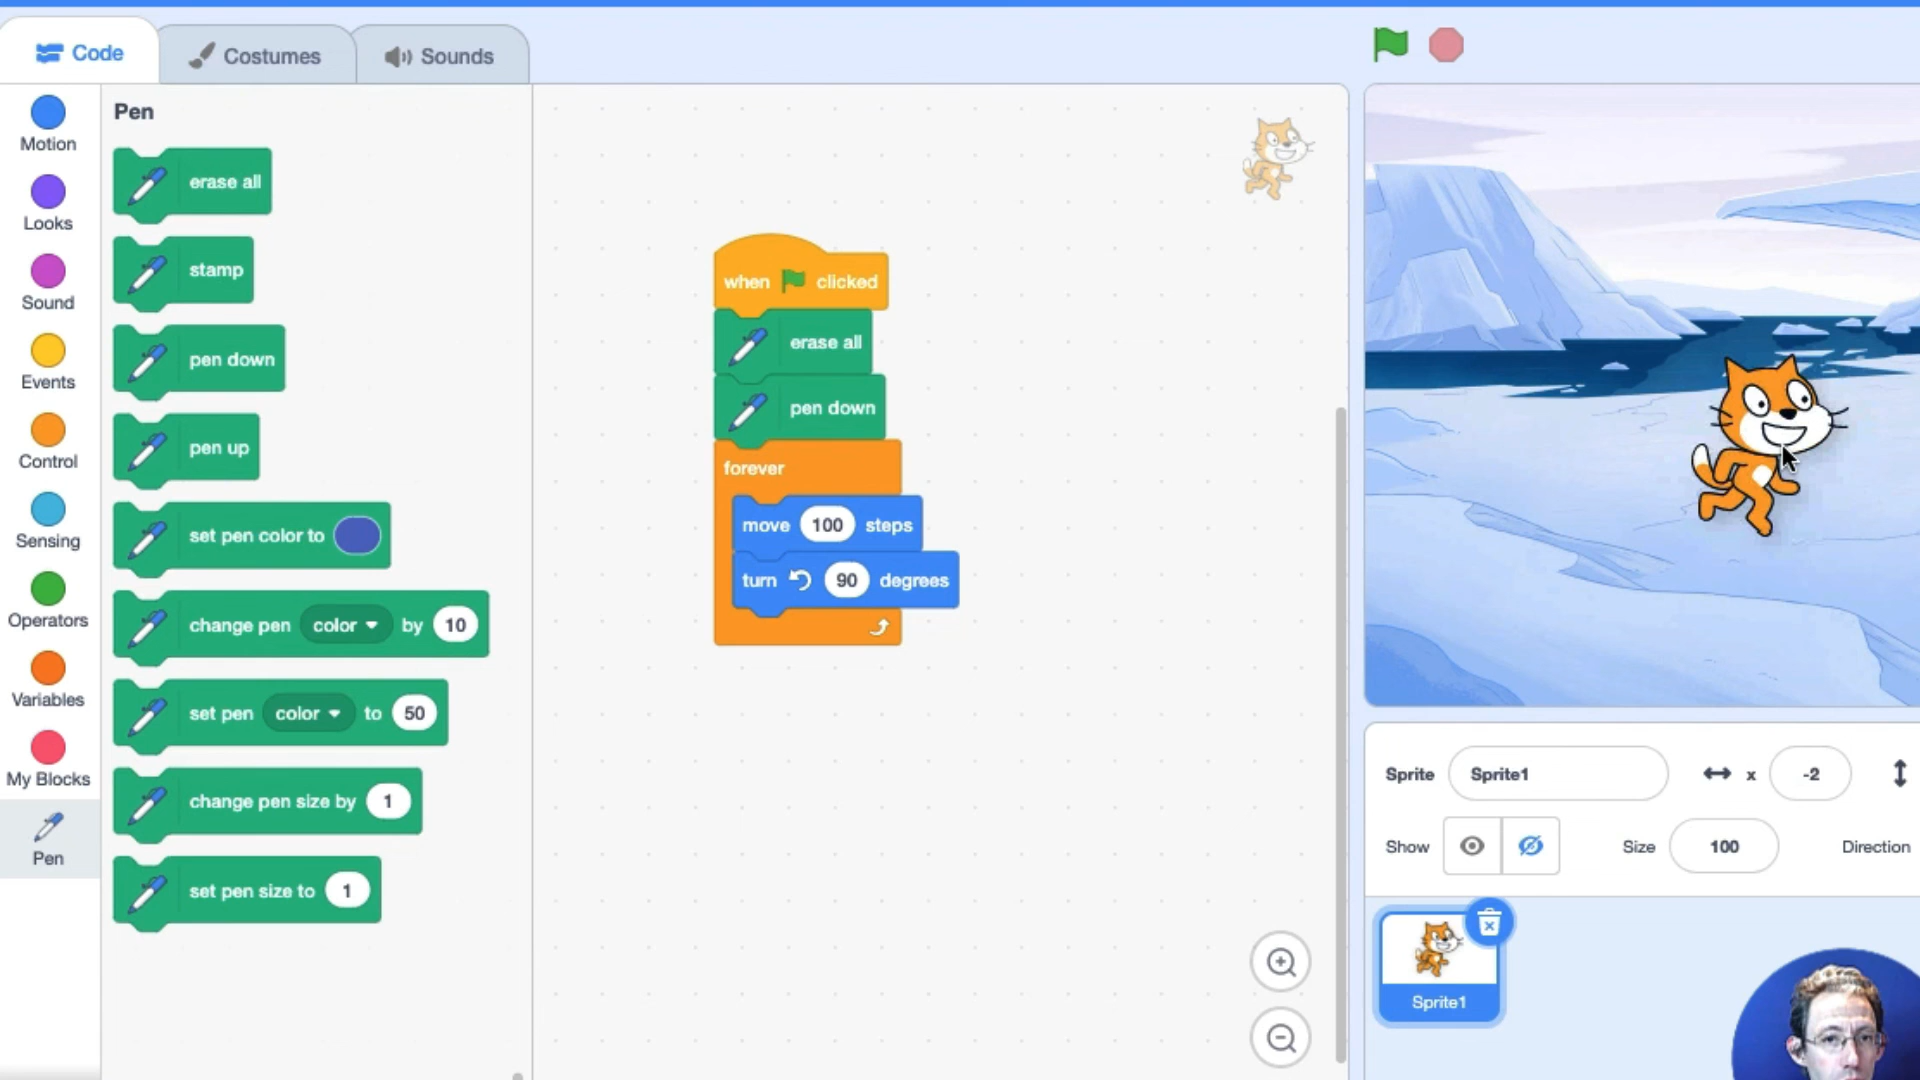 Code
Costumes
Sounds
Motion
Looks
Sound
Events
Control
Sensing
Operators
Variables
My Blocks
Pen
Pen
erase all
stamp
pen down
pen up
set pen color to
change pen color by 10
set pen color to 50
change pen size by 1
set pen size to 1
when clicked
erase all
pen down
forever
move 100 steps
turn 90 degrees
Sprite Sprite1 x -2
Show Size 100 Direction
Sprite1